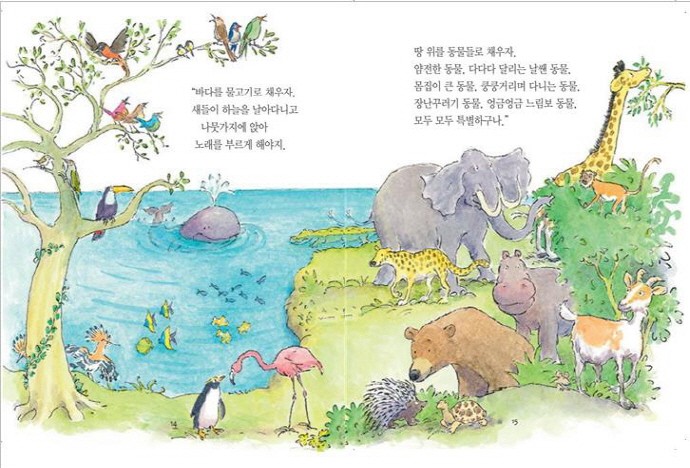 “바다를 물고기로 채우자.
새들이 하늘을 날아다니고
나뭇가지에 앉아
노래를 부르게 해야지.
땅 위를 동물들로 채우자.
얌전한 동물, 다다다 달리는 날쌘 동물,
몸집이 큰 동물, 쿵쿵거리며 다니는 동물,
장난꾸러기 동물, 엉금엉금 느림보 동물,
모두 모두 특별하구나.”
14
15